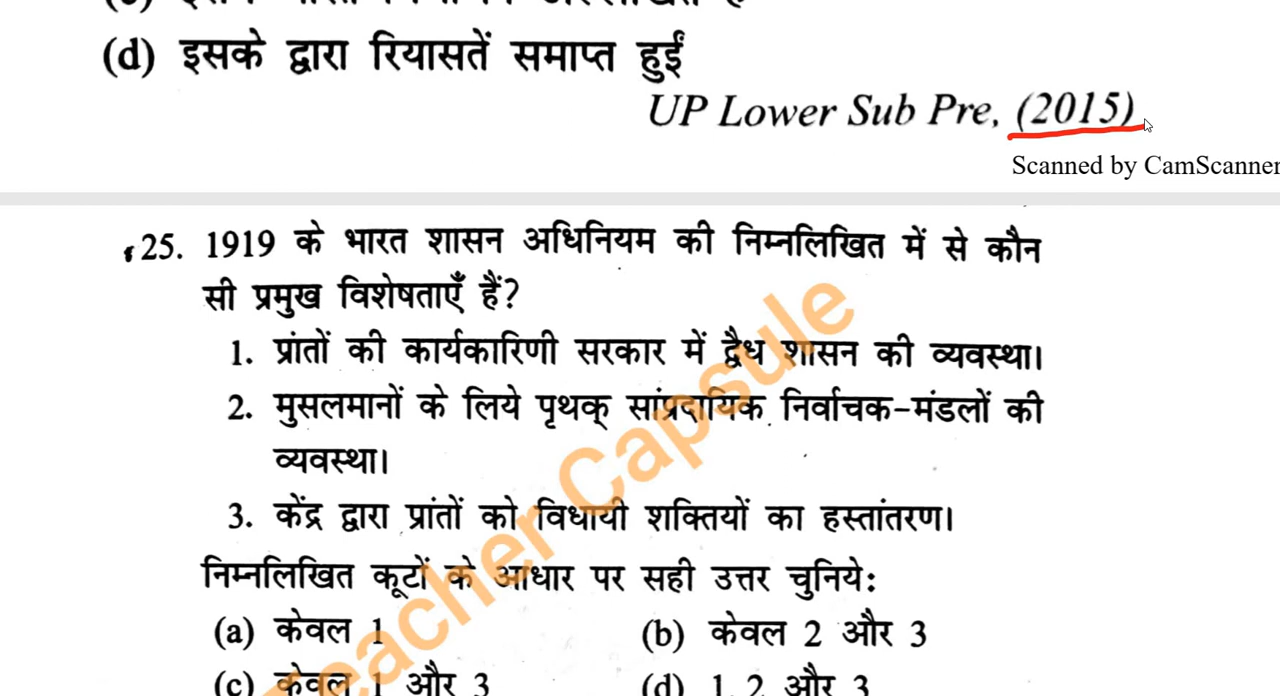 (d) इसके द्वारा रियासतें समाप्त हुईं
UP Lower Sub Pre, (2015)
Scanned by CamScanner
25. 1919 के भारत शासन अधिनियम की निम्नलिखित में से कौन
सी प्रमुख विशेषताएँ हैं?
1. प्रांतों की कार्यकारिणी सरकार में द्वैध शासन की व्यवस्था।
2. मुसलमानों के लिये पृथक् सांप्रदायिक निर्वाचक-मंडलों की
व्यवस्था।
3. केंद्र द्वारा प्रांतों को विधायी शक्तियों का हस्तांतरण।
निम्नलिखित कूटों के आधार पर सही उत्तर चुनिये:
(a) केवल 1
(b) केवल 2 और 3
(c) केवल 1 और 3
(d) 1, 2 और 3
Teacher Capsule